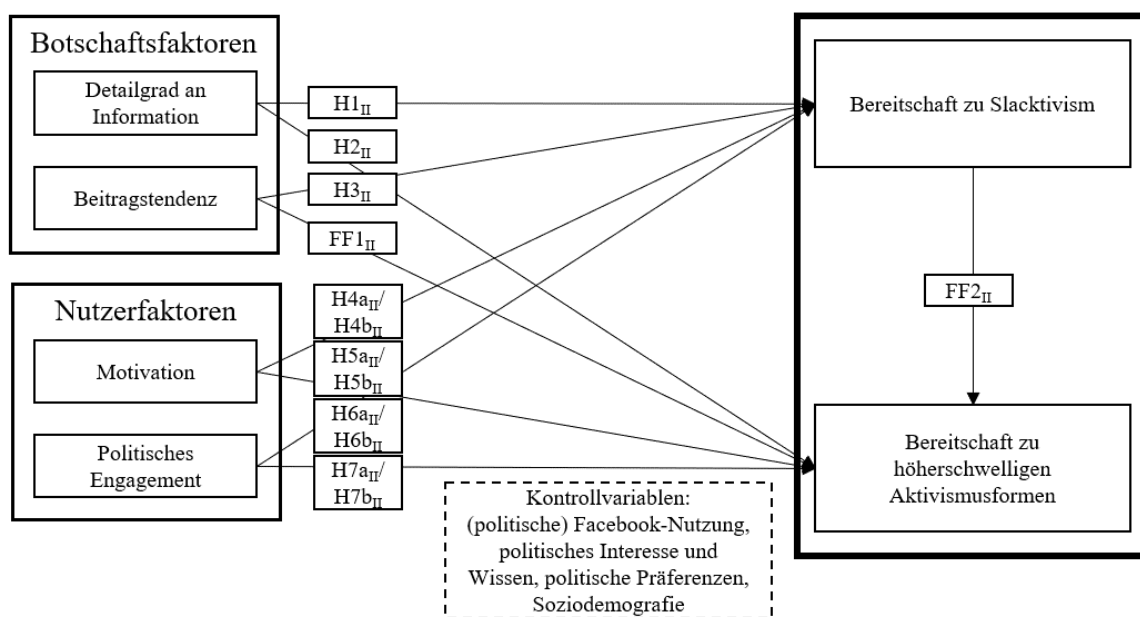 Botschaftsfaktoren
Detailgrad an
Information
Beitragstendenz
Nutzerfaktoren
Motivation
Politisches
Engagement
H1II
H2II
H3II
FF1II
H4aII/
H4bII
H5aII/
H5bII
H6aII/
H6bII
H7aII/
H7bII
Kontrollvariablen:
(politische) Facebook-Nutzung,
politisches Interesse und
Wissen, politische Präferenzen,
Soziodemografie
Bereitschaft zu Slacktivism
FF2II
Bereitschaft zu
höherschwelligen
Aktivismusformen